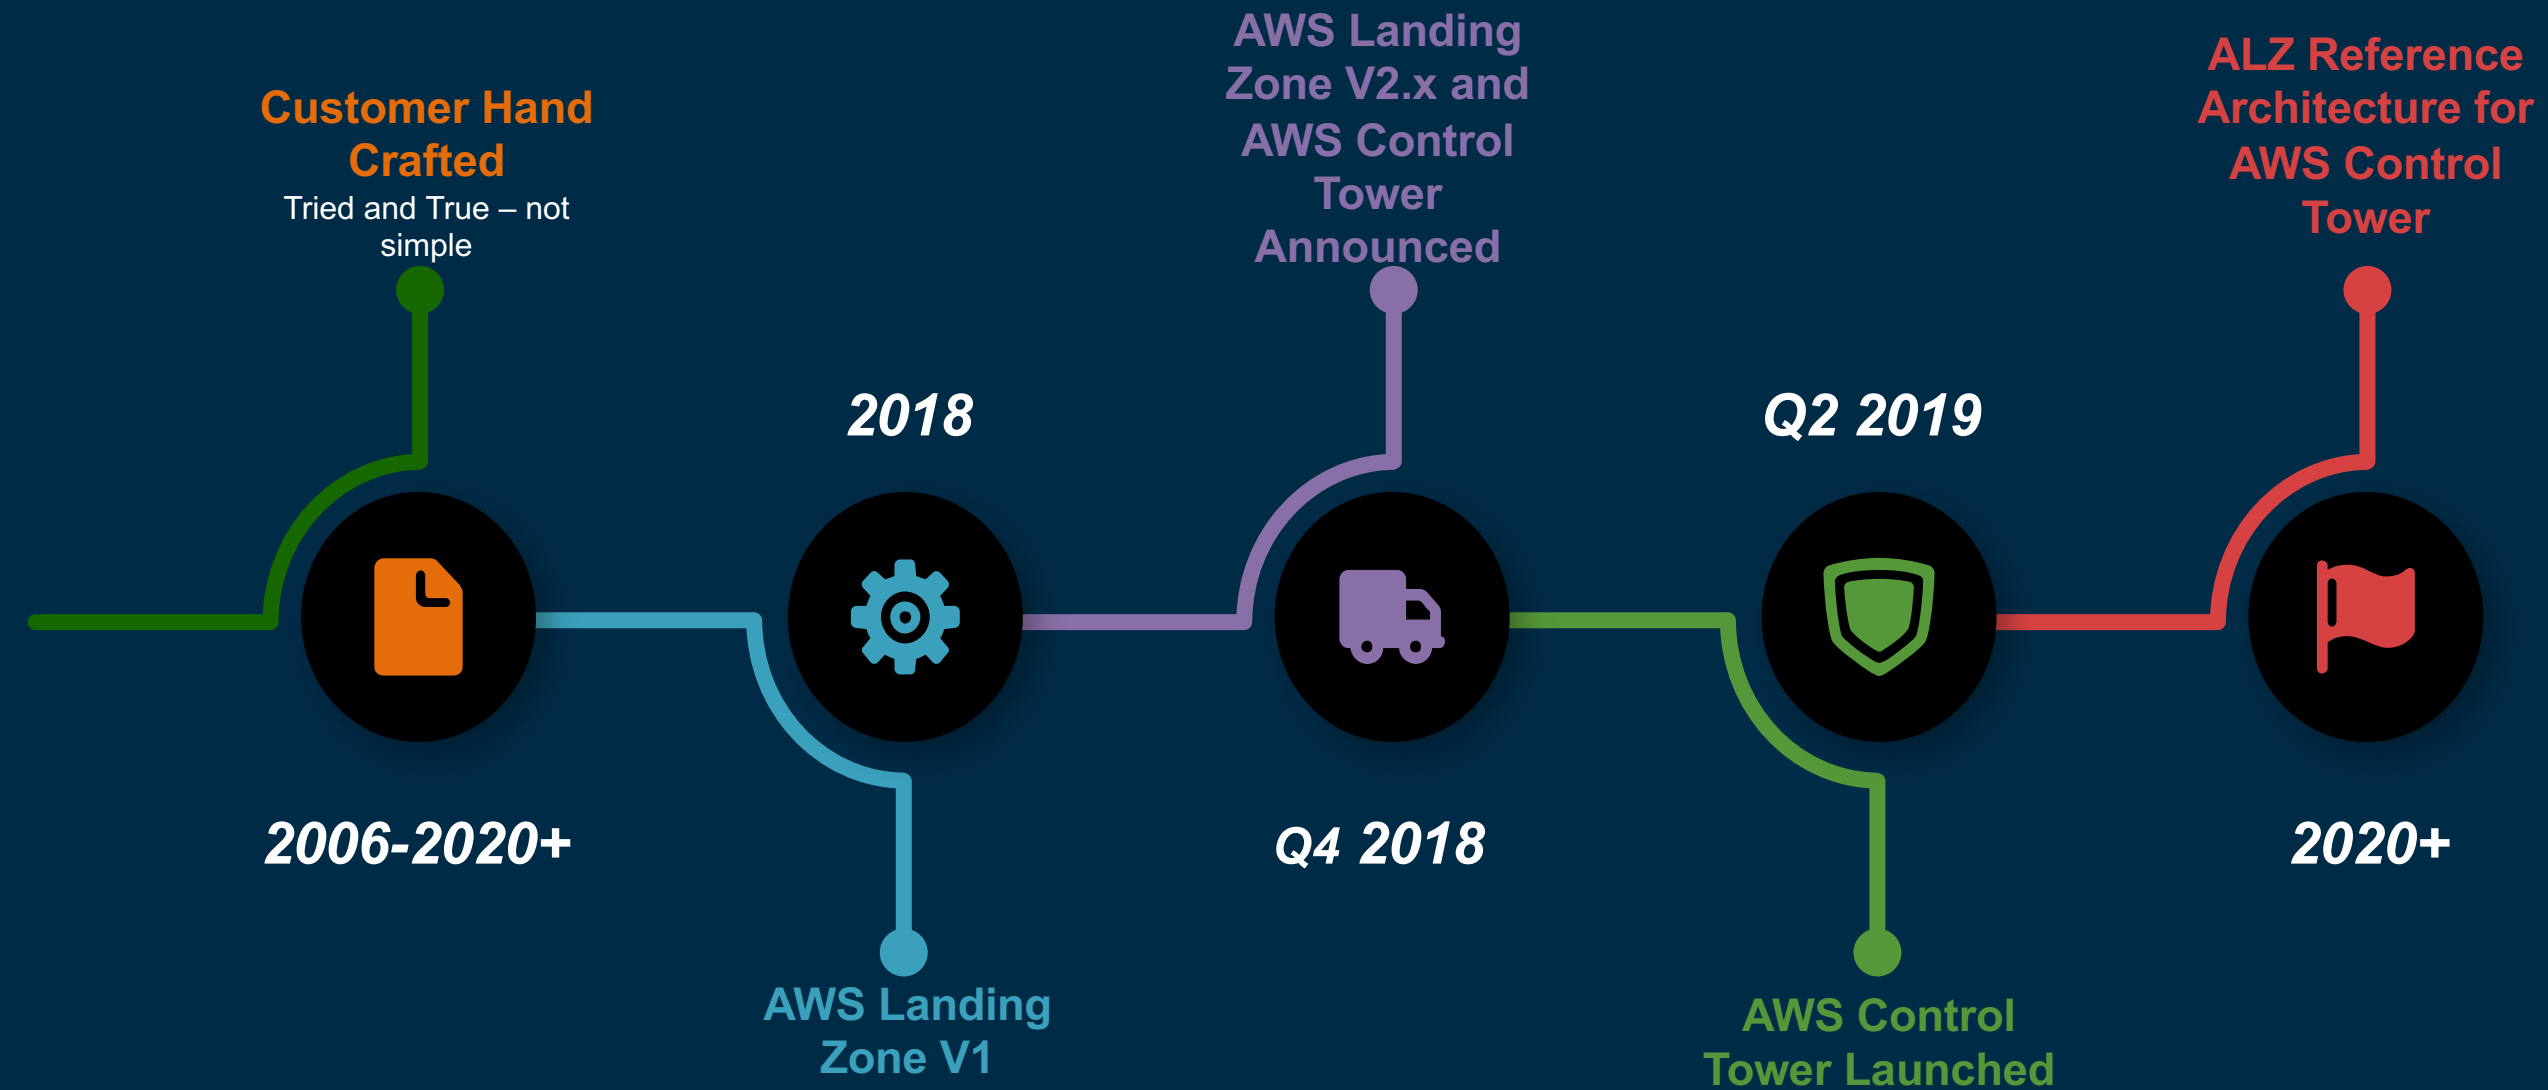 Customer Hand
Crafted
Tried and True – not
simple
2006-2020+
2018
AWS Landing
Zone V1
AWS Landing
Zone V2.x and
AWS Control
Tower
Announced
Q4 2018
Q2 2019
AWS Control
Tower Launched
ALZ Reference
Architecture for
AWS Control
Tower
2020+